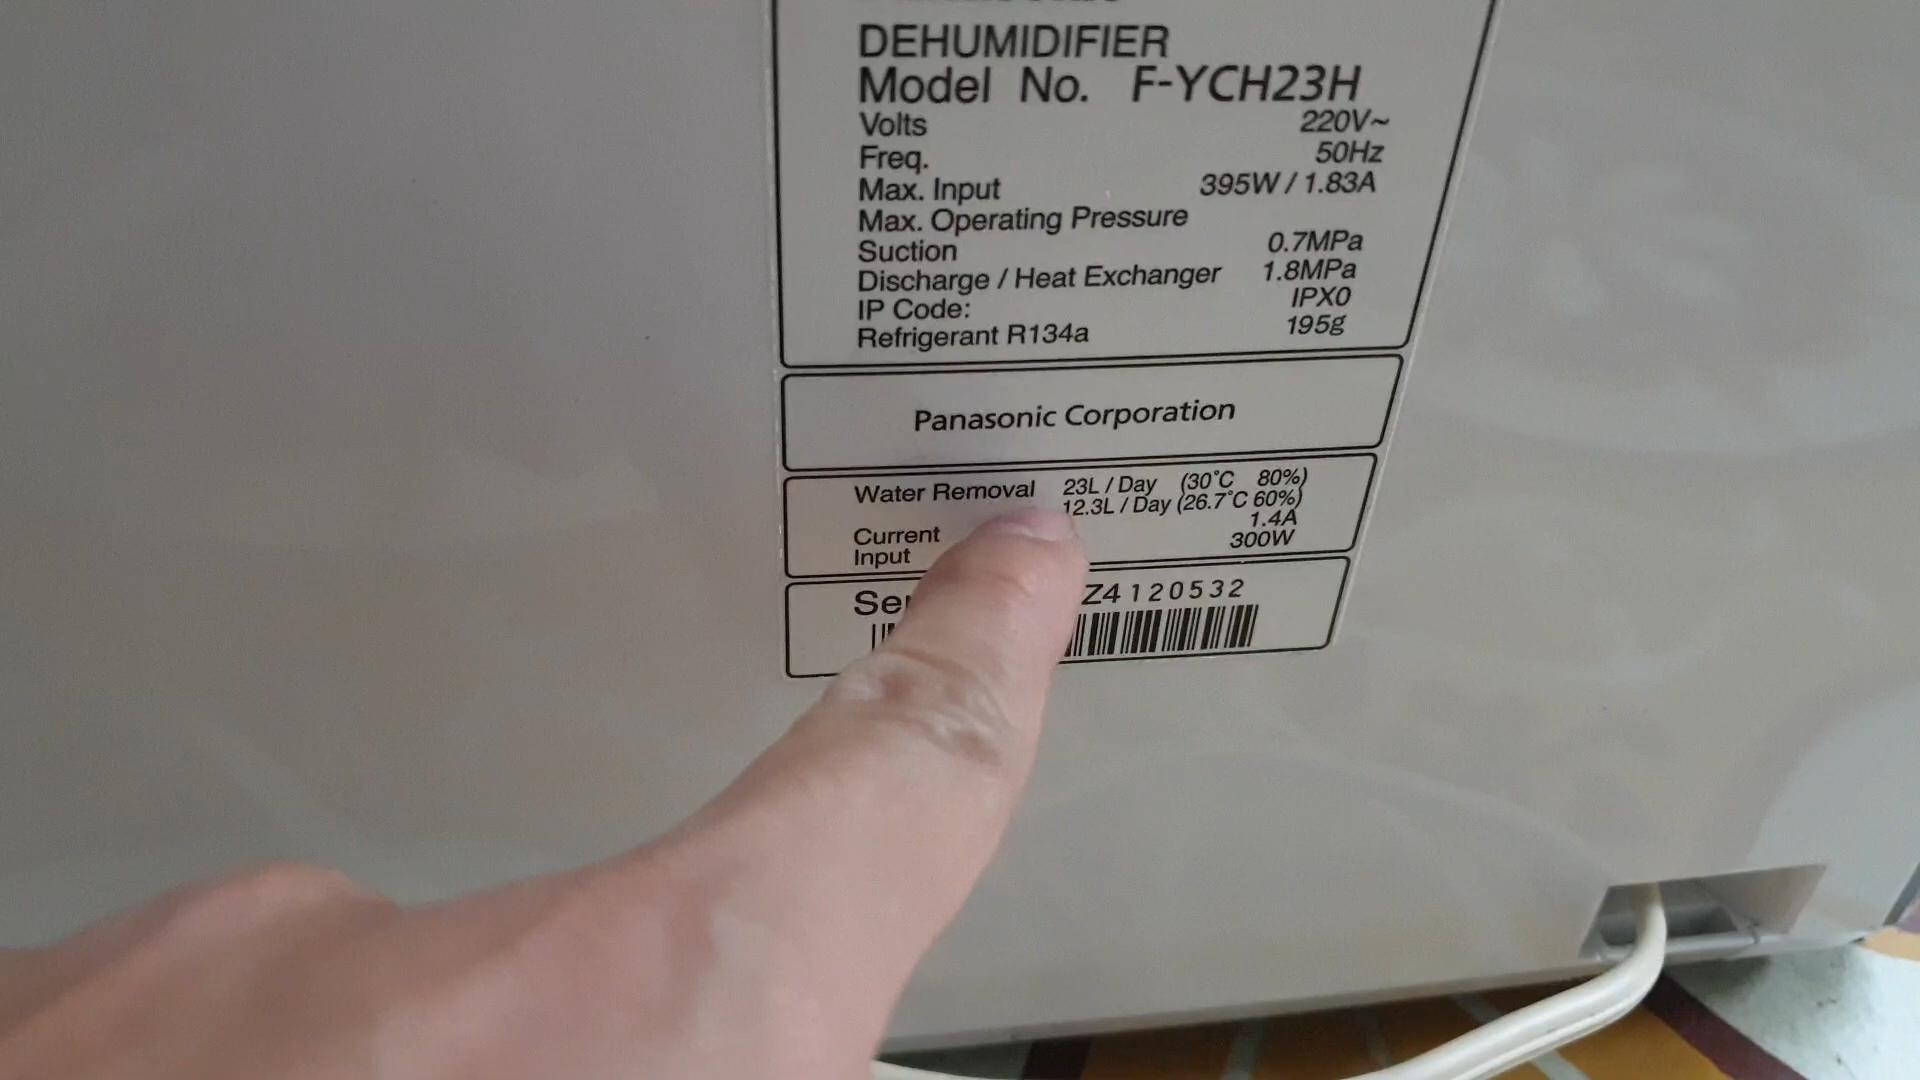 DEHUMIDIFIER
Model No. F-YCH23H
Volts 220V~
Freq. 50Hz
Max. Input 395W / 1.83A
Max. Operating Pressure
Suction 0.7MPa
Discharge / Heat Exchanger 1.8MPa
IP Code: IPX0
Refrigerant R134a 195g
Panasonic Corporation
Water Removal 23L / Day (30°C 80%)
12.3L / Day (26.7°C 60%)
Current 1.4A
Input 300W
Z4120532